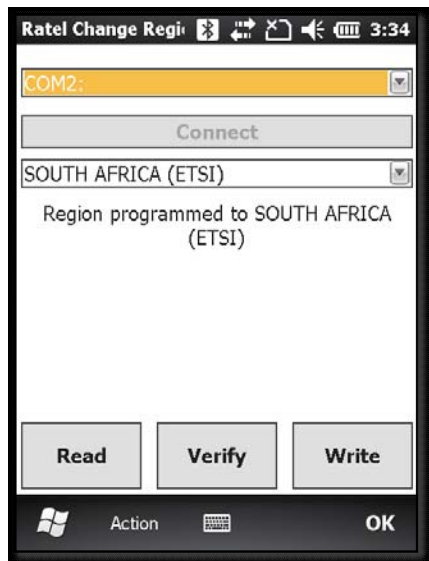 Ratel Change Regi 3:34
COM2:
Connect
SOUTH AFRICA (ETSI)
Region programmed to SOUTH AFRICA
(ETSI)
Read Verify Write
Action OK